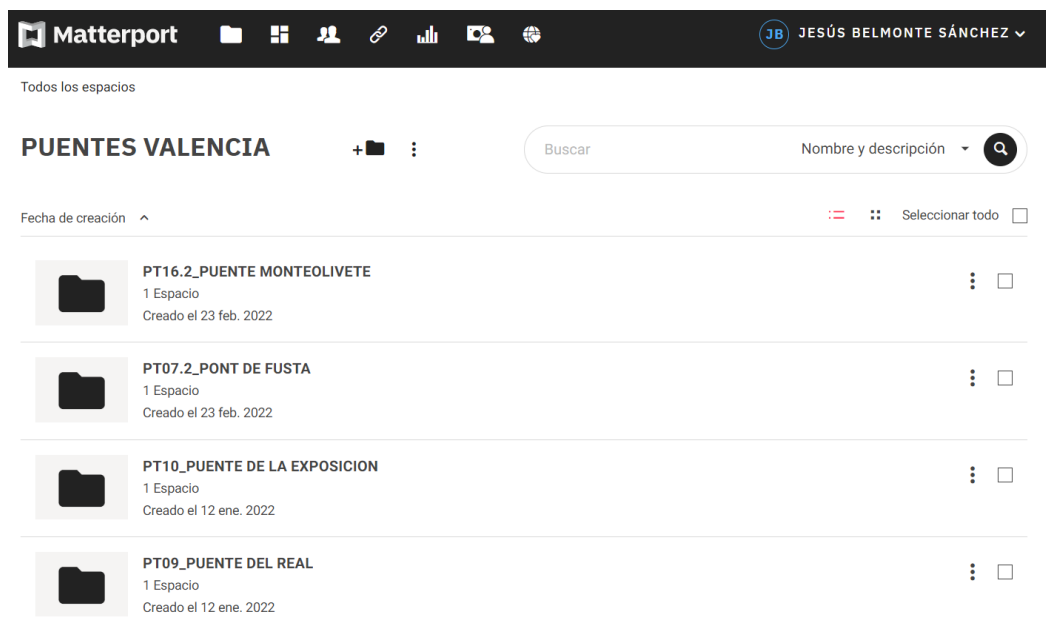 Matterport JB JESÚS BELMONTE SÁNCHEZ
Todos los espacios
PUENTES VALENCIA + Buscar Nombre y descripción
Fecha de creación Seleccionar todo
PT16.2_PUENTE MONTEOLIVETE
1 Espacio
Creado el 23 feb. 2022
PT07.2_PONT DE FUSTA
1 Espacio
Creado el 23 feb. 2022
PT10_PUENTE DE LA EXPOSICION
1 Espacio
Creado el 12 ene. 2022
PT09_PUENTE DEL REAL
1 Espacio
Creado el 12 ene. 2022